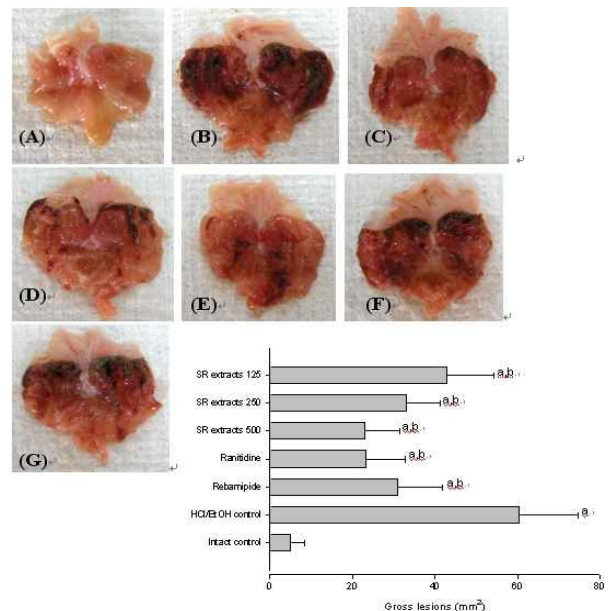 (A)
(B)
(C)
(D)
(E)
(F)
(G)
SR extracts 125
a,b
SR extracts 250
a,b
SR extracts 500
a,b
Ranitidine
a,b
Rebamipide
a,b
HCl/EtOH control
a
Intact control
0
20
40
60
80
Gross lesions (mm²)